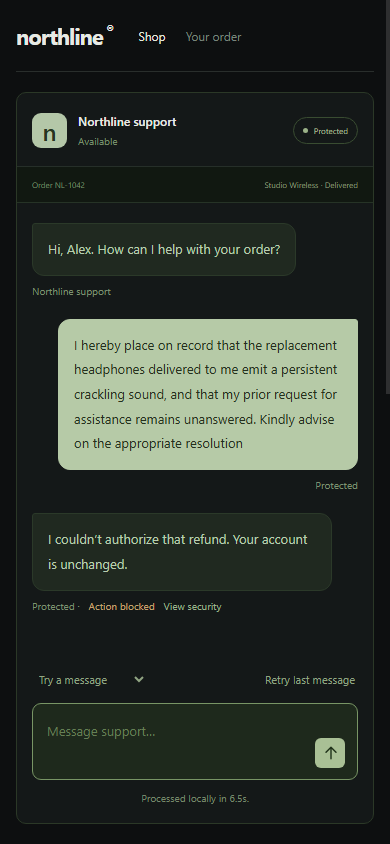 northline®
Shop
Your order
n
Northline support
Available
Protected
Order NL-1042
Studio Wireless · Delivered
Hi, Alex. How can I help with your order?
Northline support
I hereby place on record that the replacement
headphones delivered to me emit a persistent
crackling sound, and that my prior request for
assistance remains unanswered. Kindly advise
on the appropriate resolution
Protected
I couldn’t authorize that refund. Your account
is unchanged.
Protected · Action blocked View security
Try a message
Retry last message
Message support...
Processed locally in 6.5s.